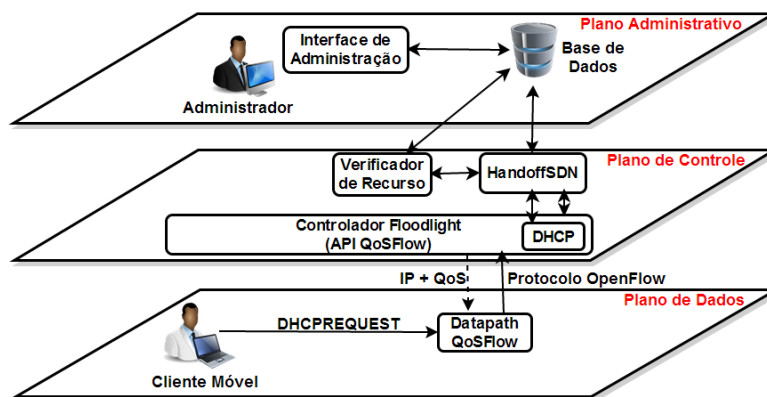 Plano Administrativo
Interface de
Administração
Base de
Dados
Administrador
Plano de Controle
Verificador
de Recurso
HandoffSDN
Controlador Floodlight
(API QoSFlow)
DHCP
IP + QoS
Protocolo OpenFlow
Plano de Dados
DHCPREQUEST
Datapath
QoSFlow
Cliente Móvel